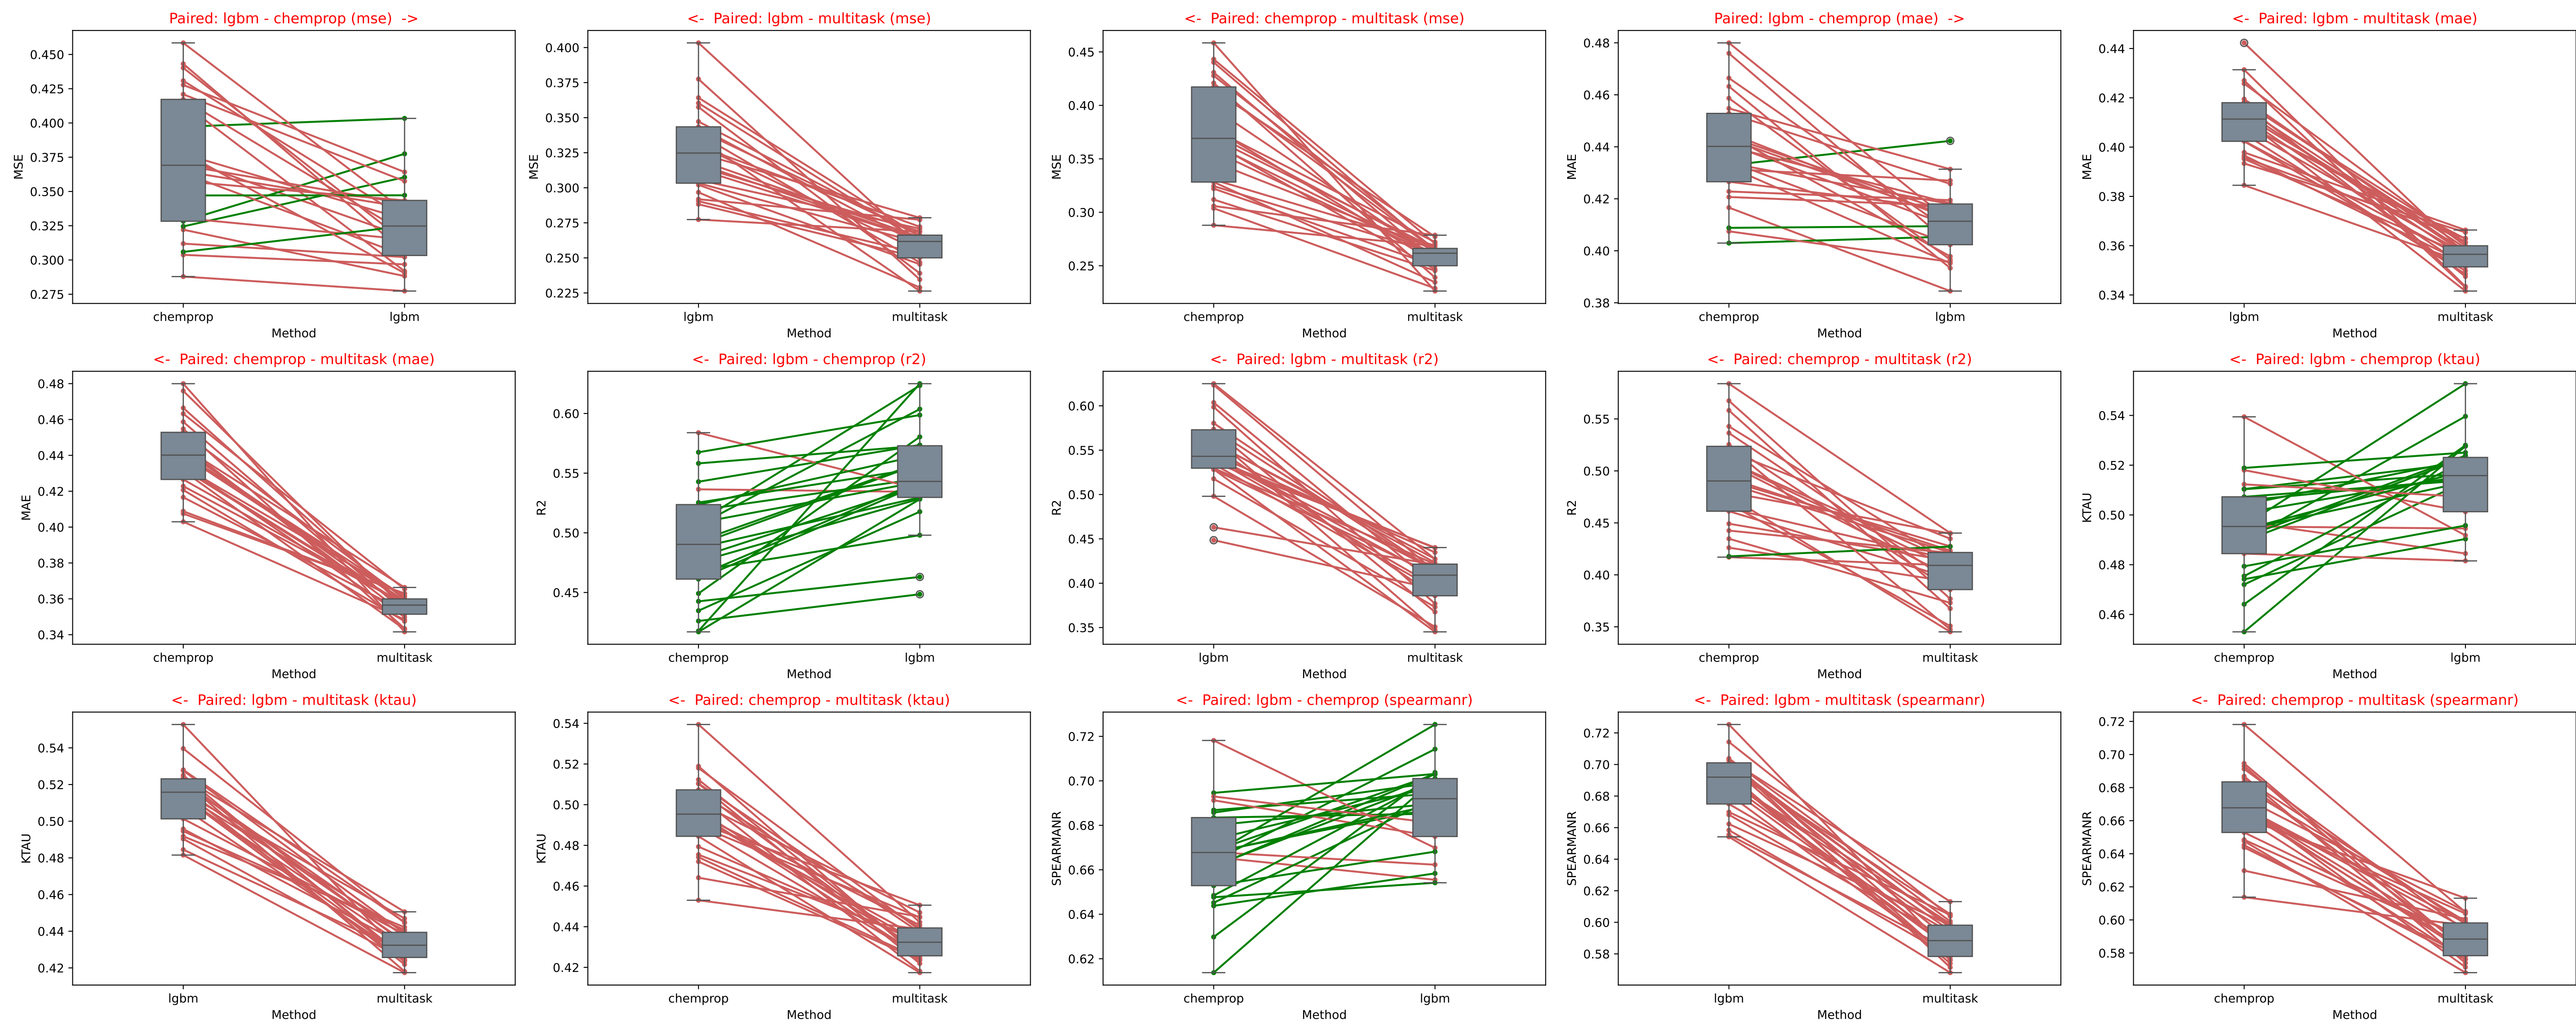 Paired: lgbm - chemprop (mse)  ->
<-  Paired: lgbm - multitask (mse)
<-  Paired: chemprop - multitask (mse)
Paired: lgbm - chemprop (mae)  ->
<-  Paired: lgbm - multitask (mae)
MSE
0.450
0.425
0.400
0.375
0.350
0.325
0.300
0.275
chemprop
lgbm
Method
MSE
0.400
0.375
0.350
0.325
0.300
0.275
0.250
0.225
lgbm
multitask
Method
MSE
0.45
0.40
0.35
0.30
0.25
chemprop
multitask
Method
MAE
0.48
0.46
0.44
0.42
0.40
0.38
chemprop
lgbm
Method
MAE
0.44
0.42
0.40
0.38
0.36
0.34
lgbm
multitask
Method
<-  Paired: chemprop - multitask (mae)
<-  Paired: lgbm - chemprop (r2)
<-  Paired: lgbm - multitask (r2)
<-  Paired: chemprop - multitask (r2)
<-  Paired: lgbm - chemprop (ktau)
MAE
0.48
0.46
0.44
0.42
0.40
0.38
0.36
0.34
chemprop
multitask
Method
R2
0.60
0.55
0.50
0.45
chemprop
lgbm
Method
R2
0.60
0.55
0.50
0.45
0.40
0.35
lgbm
multitask
Method
R2
0.55
0.50
0.45
0.40
0.35
chemprop
multitask
Method
KTAU
0.54
0.52
0.50
0.48
0.46
chemprop
lgbm
Method
<-  Paired: lgbm - multitask (ktau)
<-  Paired: chemprop - multitask (ktau)
<-  Paired: lgbm - chemprop (spearmanr)
<-  Paired: lgbm - multitask (spearmanr)
<-  Paired: chemprop - multitask (spearmanr)
KTAU
0.54
0.52
0.50
0.48
0.46
0.44
0.42
lgbm
multitask
Method
KTAU
0.54
0.52
0.50
0.48
0.46
0.44
0.42
chemprop
multitask
Method
SPEARMANR
0.72
0.70
0.68
0.66
0.64
0.62
chemprop
lgbm
Method
SPEARMANR
0.72
0.70
0.68
0.66
0.64
0.62
0.60
0.58
lgbm
multitask
Method
SPEARMANR
0.72
0.70
0.68
0.66
0.64
0.62
0.60
0.58
chemprop
multitask
Method